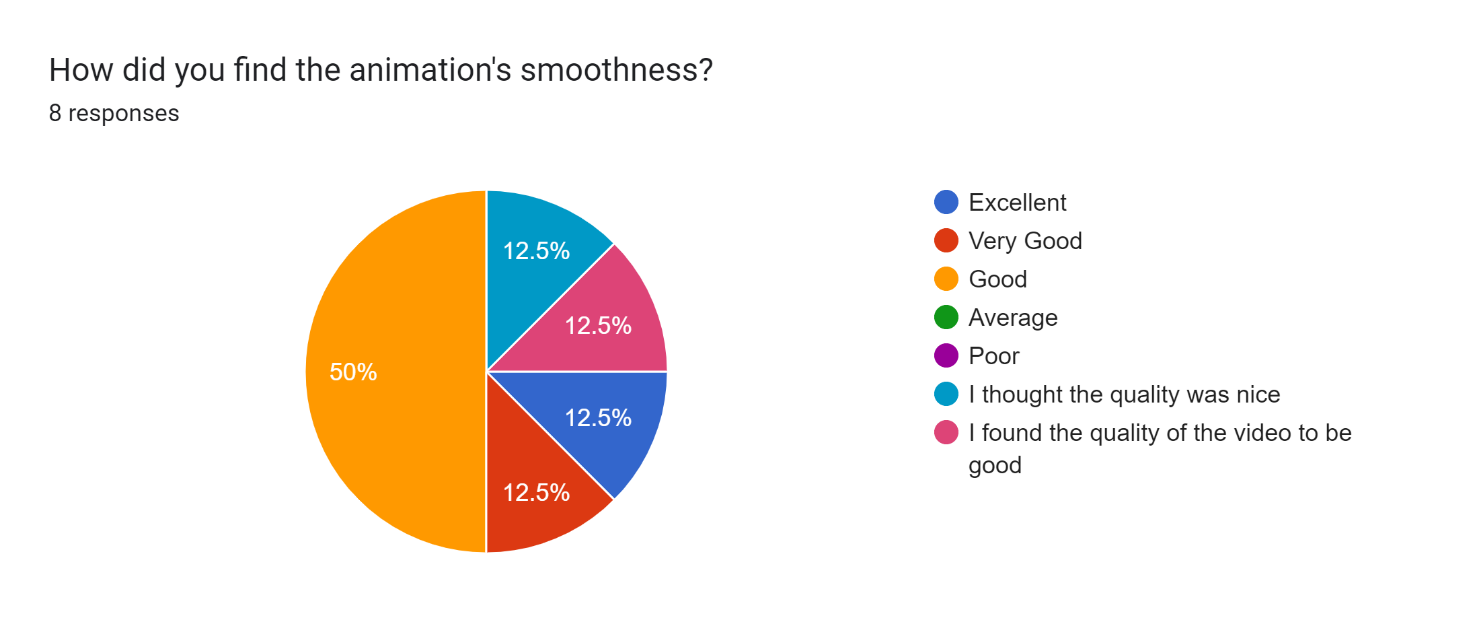 How did you find the animation's smoothness?
8 responses
12.5%
12.5%
50%
12.5%
12.5%
Excellent
Very Good
Good
Average
Poor
I thought the quality was nice
I found the quality of the video to be
good